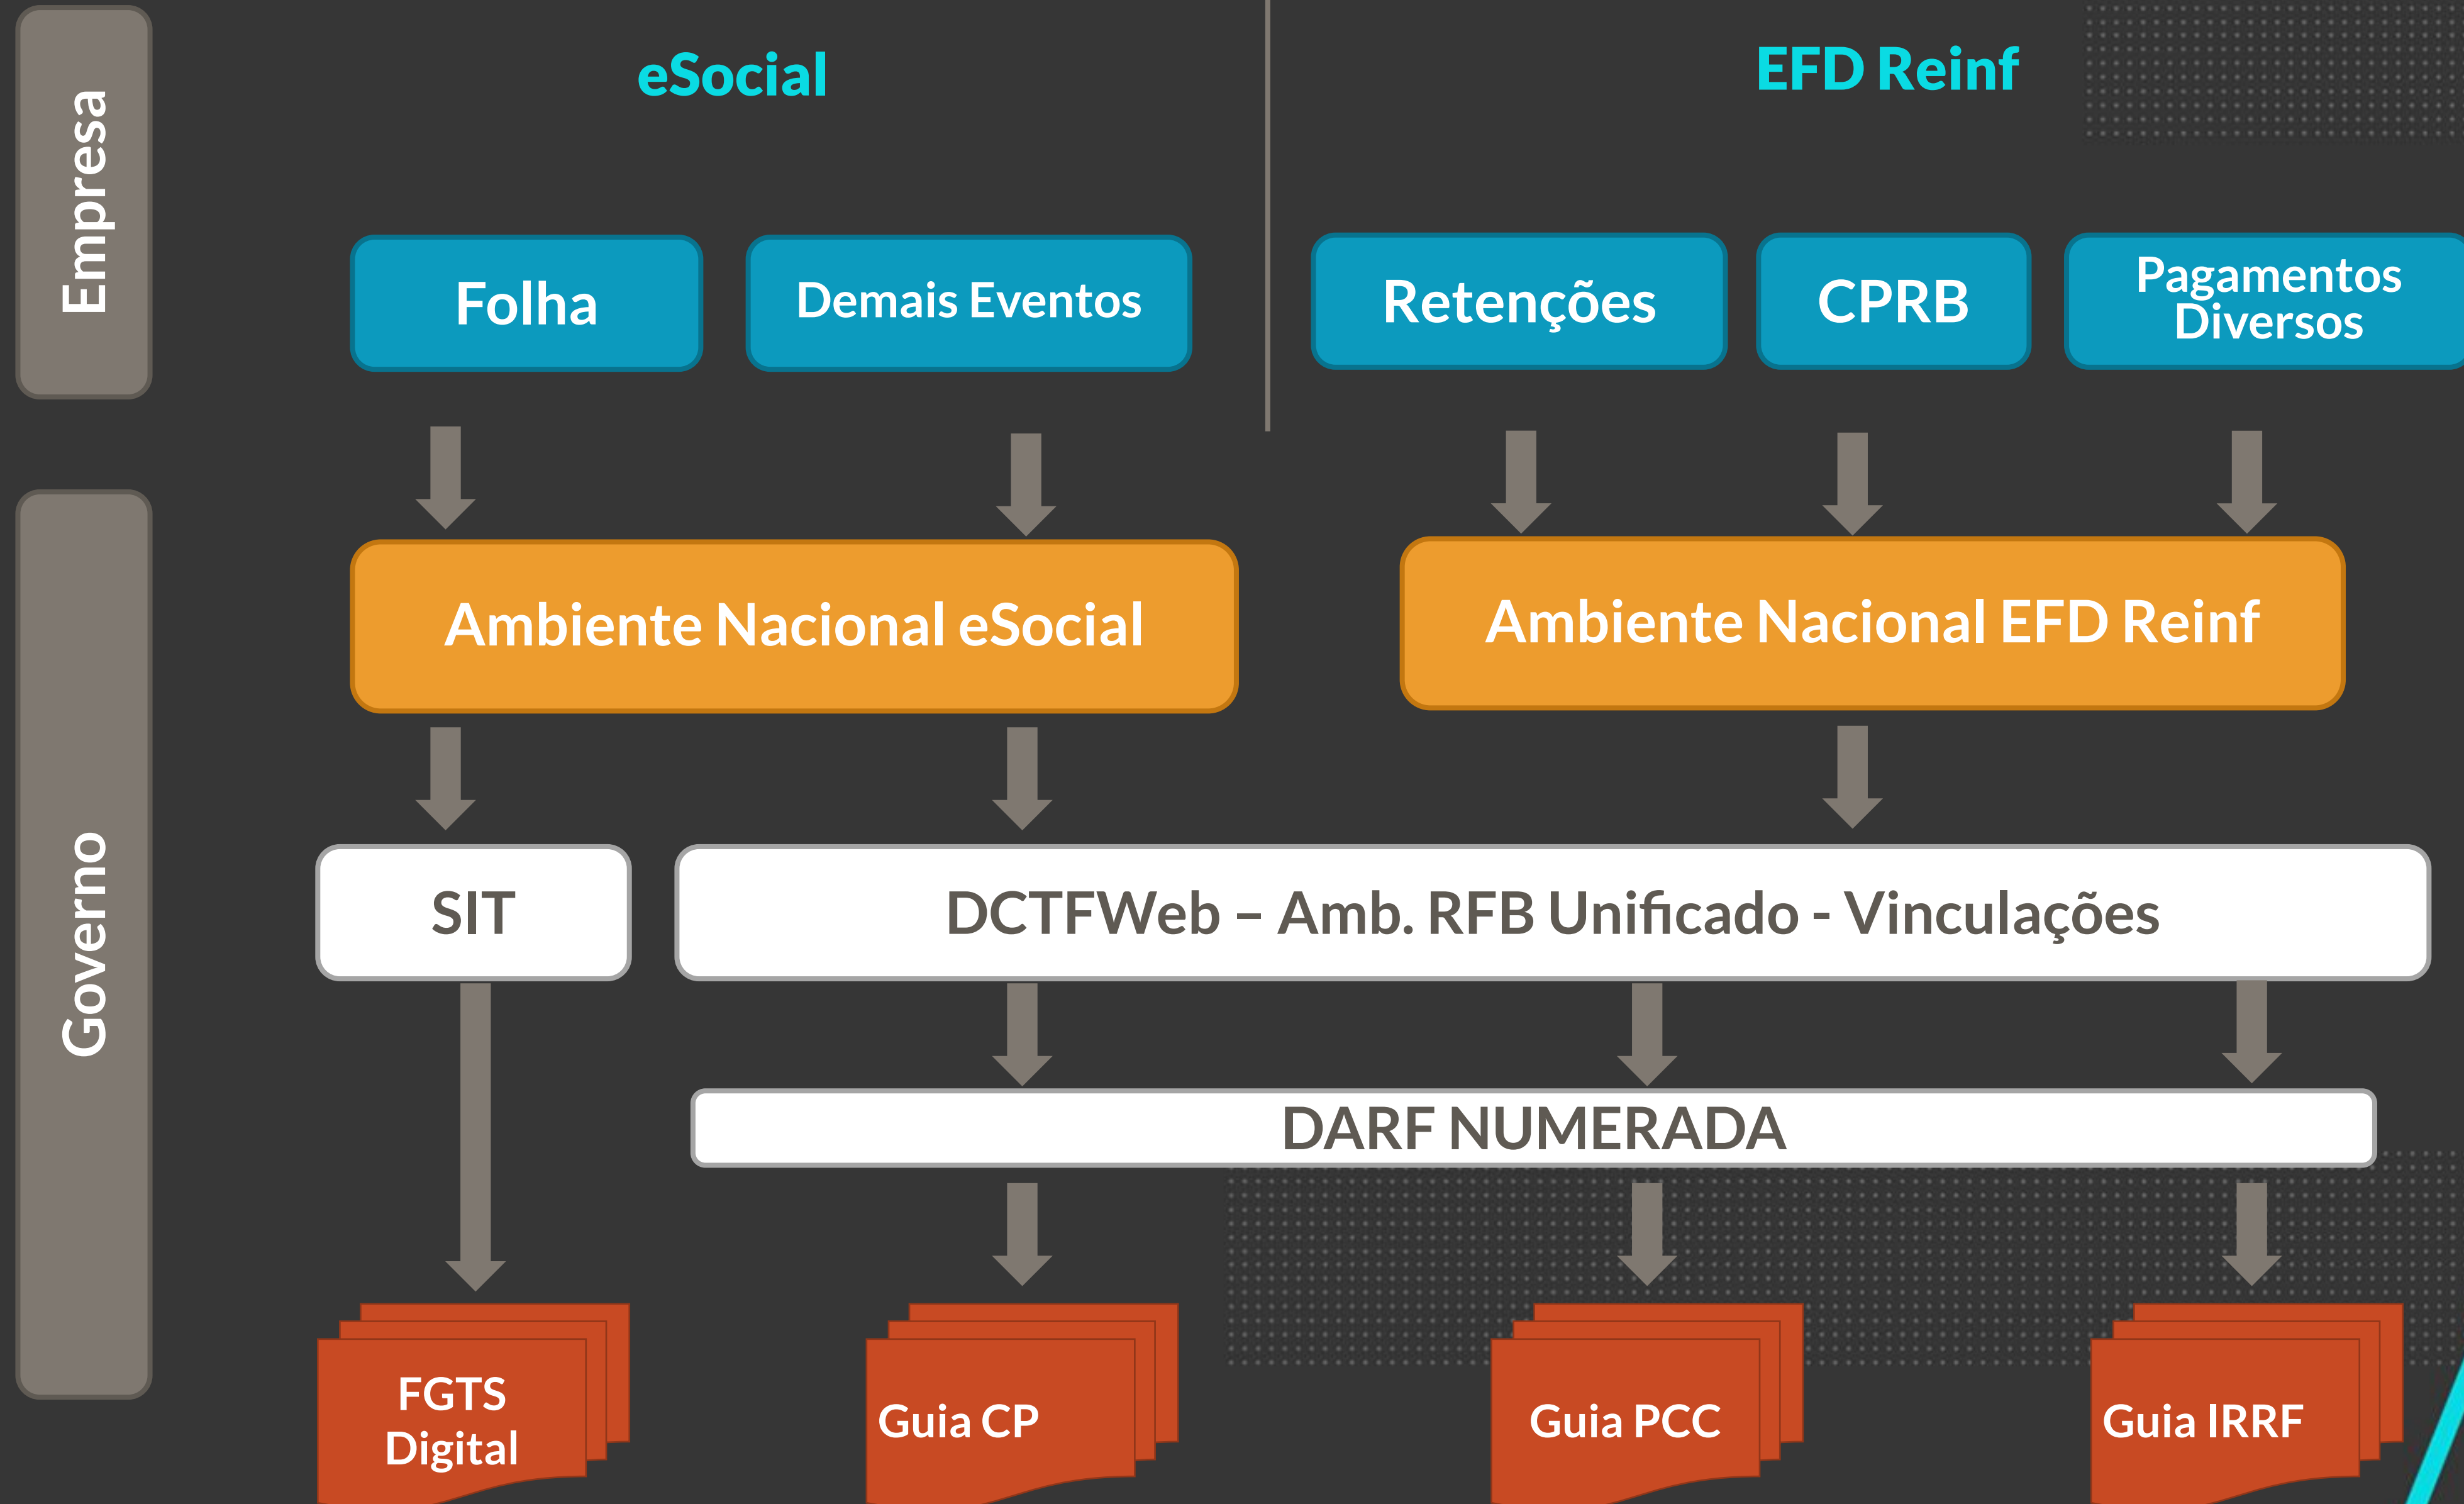 Empresa
eSocial
EFD Reinf
Folha
Demais Eventos
Retenções
CPRB
Pagamentos
Diversos
Governo
Ambiente Nacional eSocial
Ambiente Nacional EFD Reinf
SIT
DCTFWeb – Amb. RFB Unificado - Vinculações
DARF NUMERADA
FGTS
Digital
Guia CP
Guia PCC
Guia IRRF